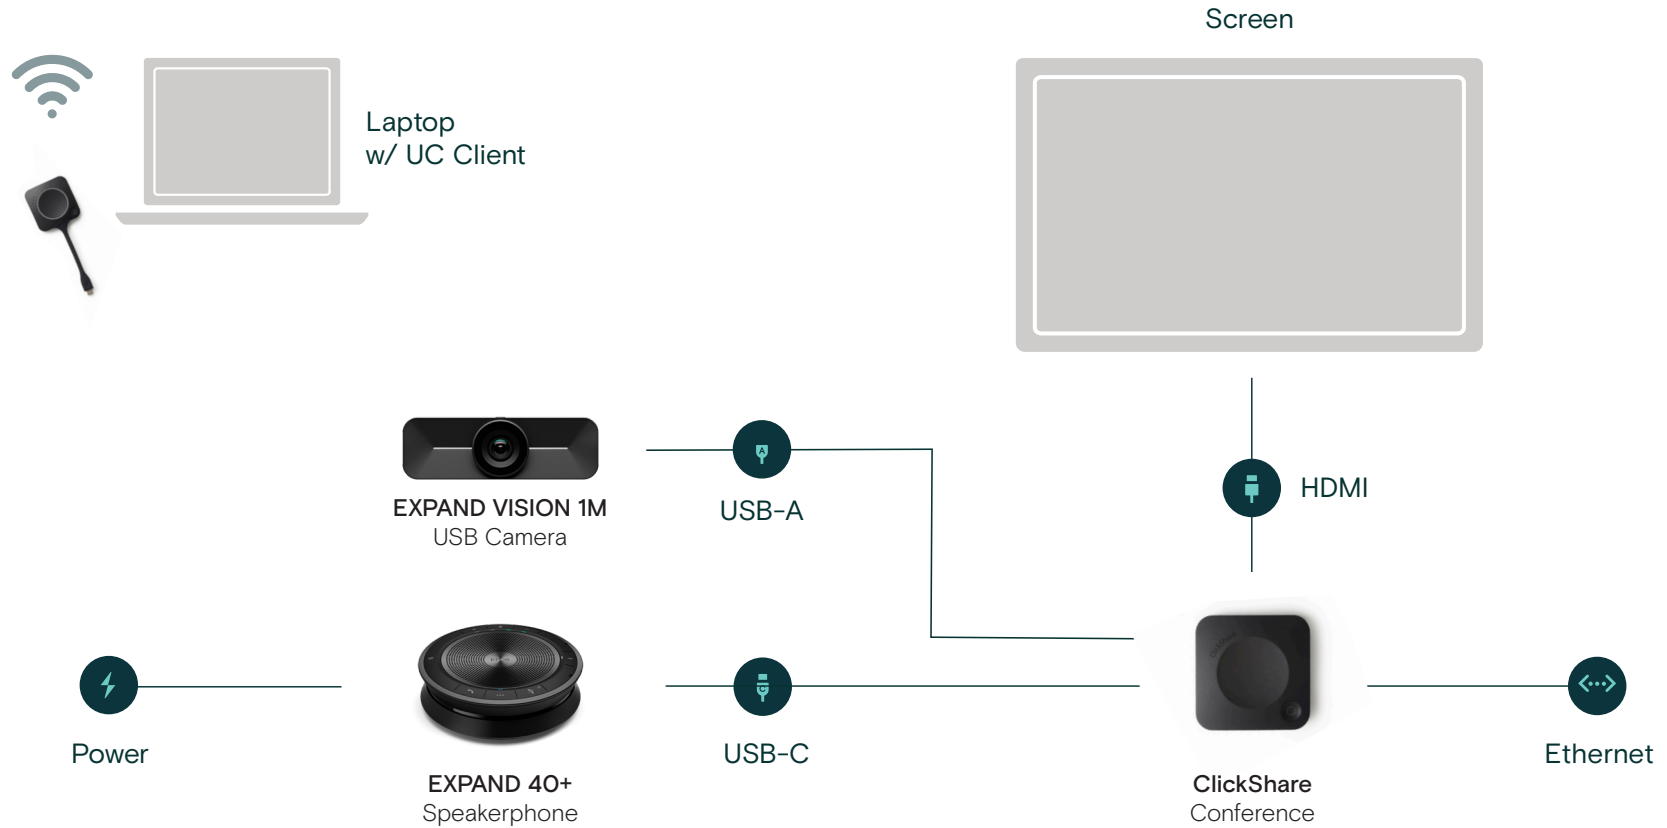 Screen
Laptop
w/ UC Client
HDMI
EXPAND VISION 1M
USB Camera
A
USB-A
ClickShare
C
Power
USB-C
Ethernet
EXPAND 40+
Speakerphone
ClickShare
Conference